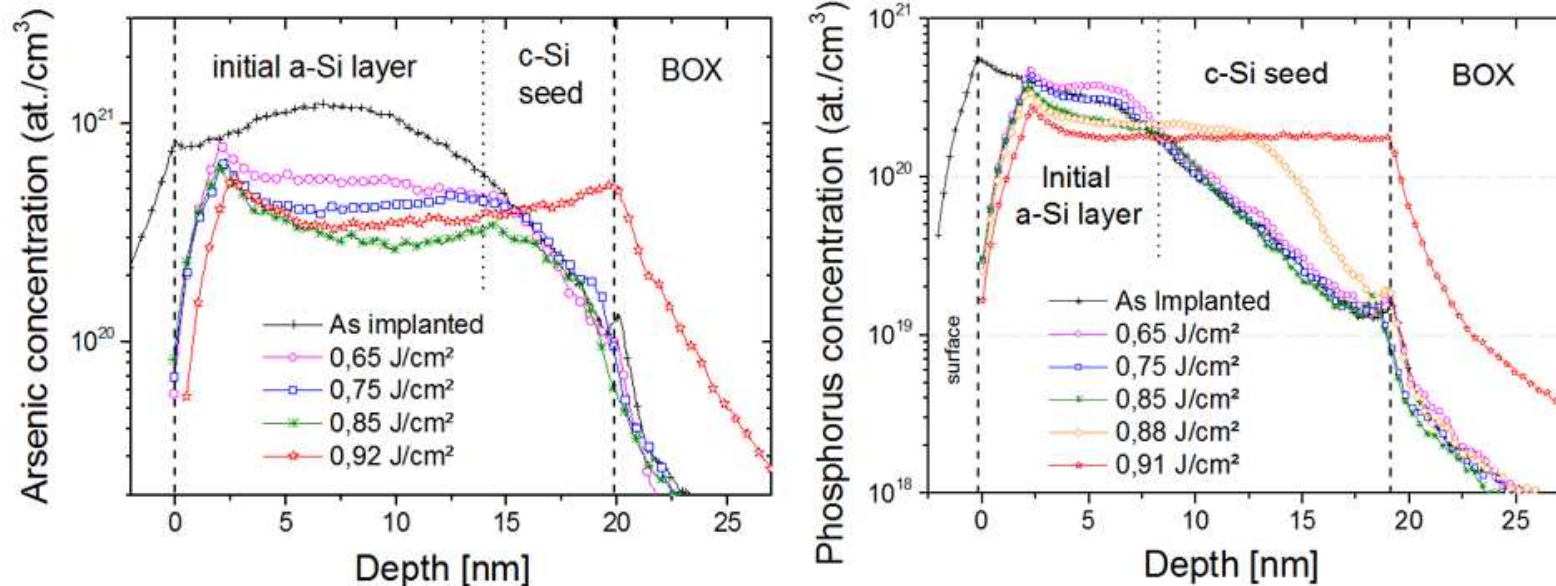 Arsenic concentration (at./cm³)
10²¹
10²⁰
initial a-Si layer
c-Si
seed
BOX
As implanted
0,65 J/cm²
0,75 J/cm²
0,85 J/cm²
0,92 J/cm²
0 5 10 15 20 25
Depth [nm]
Phosphorus concentration (at./cm³)
10²¹
10²⁰
10¹⁹
10¹⁸
c-Si seed
BOX
Initial
a-Si layer
surface
As Implanted
0,65 J/cm²
0,75 J/cm²
0,85 J/cm²
0,88 J/cm²
0,91 J/cm²
0 5 10 15 20 25
Depth [nm]